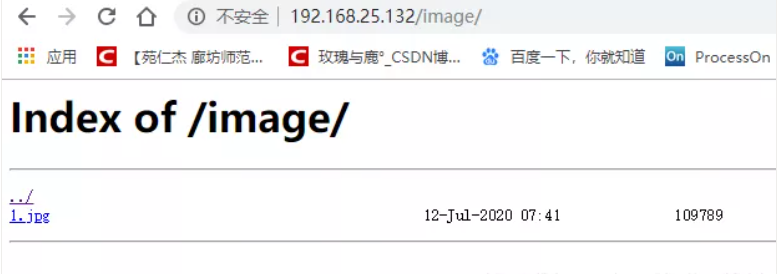 不安全 | 192.168.25.132/image/
应用 【苑仁杰 廊坊师范... 玫瑰与鹿°_CSDN博... 百度一下，你就知道 On ProcessOn
Index of /image/
../
1.jpg 12-Jul-2020 07:41 109789